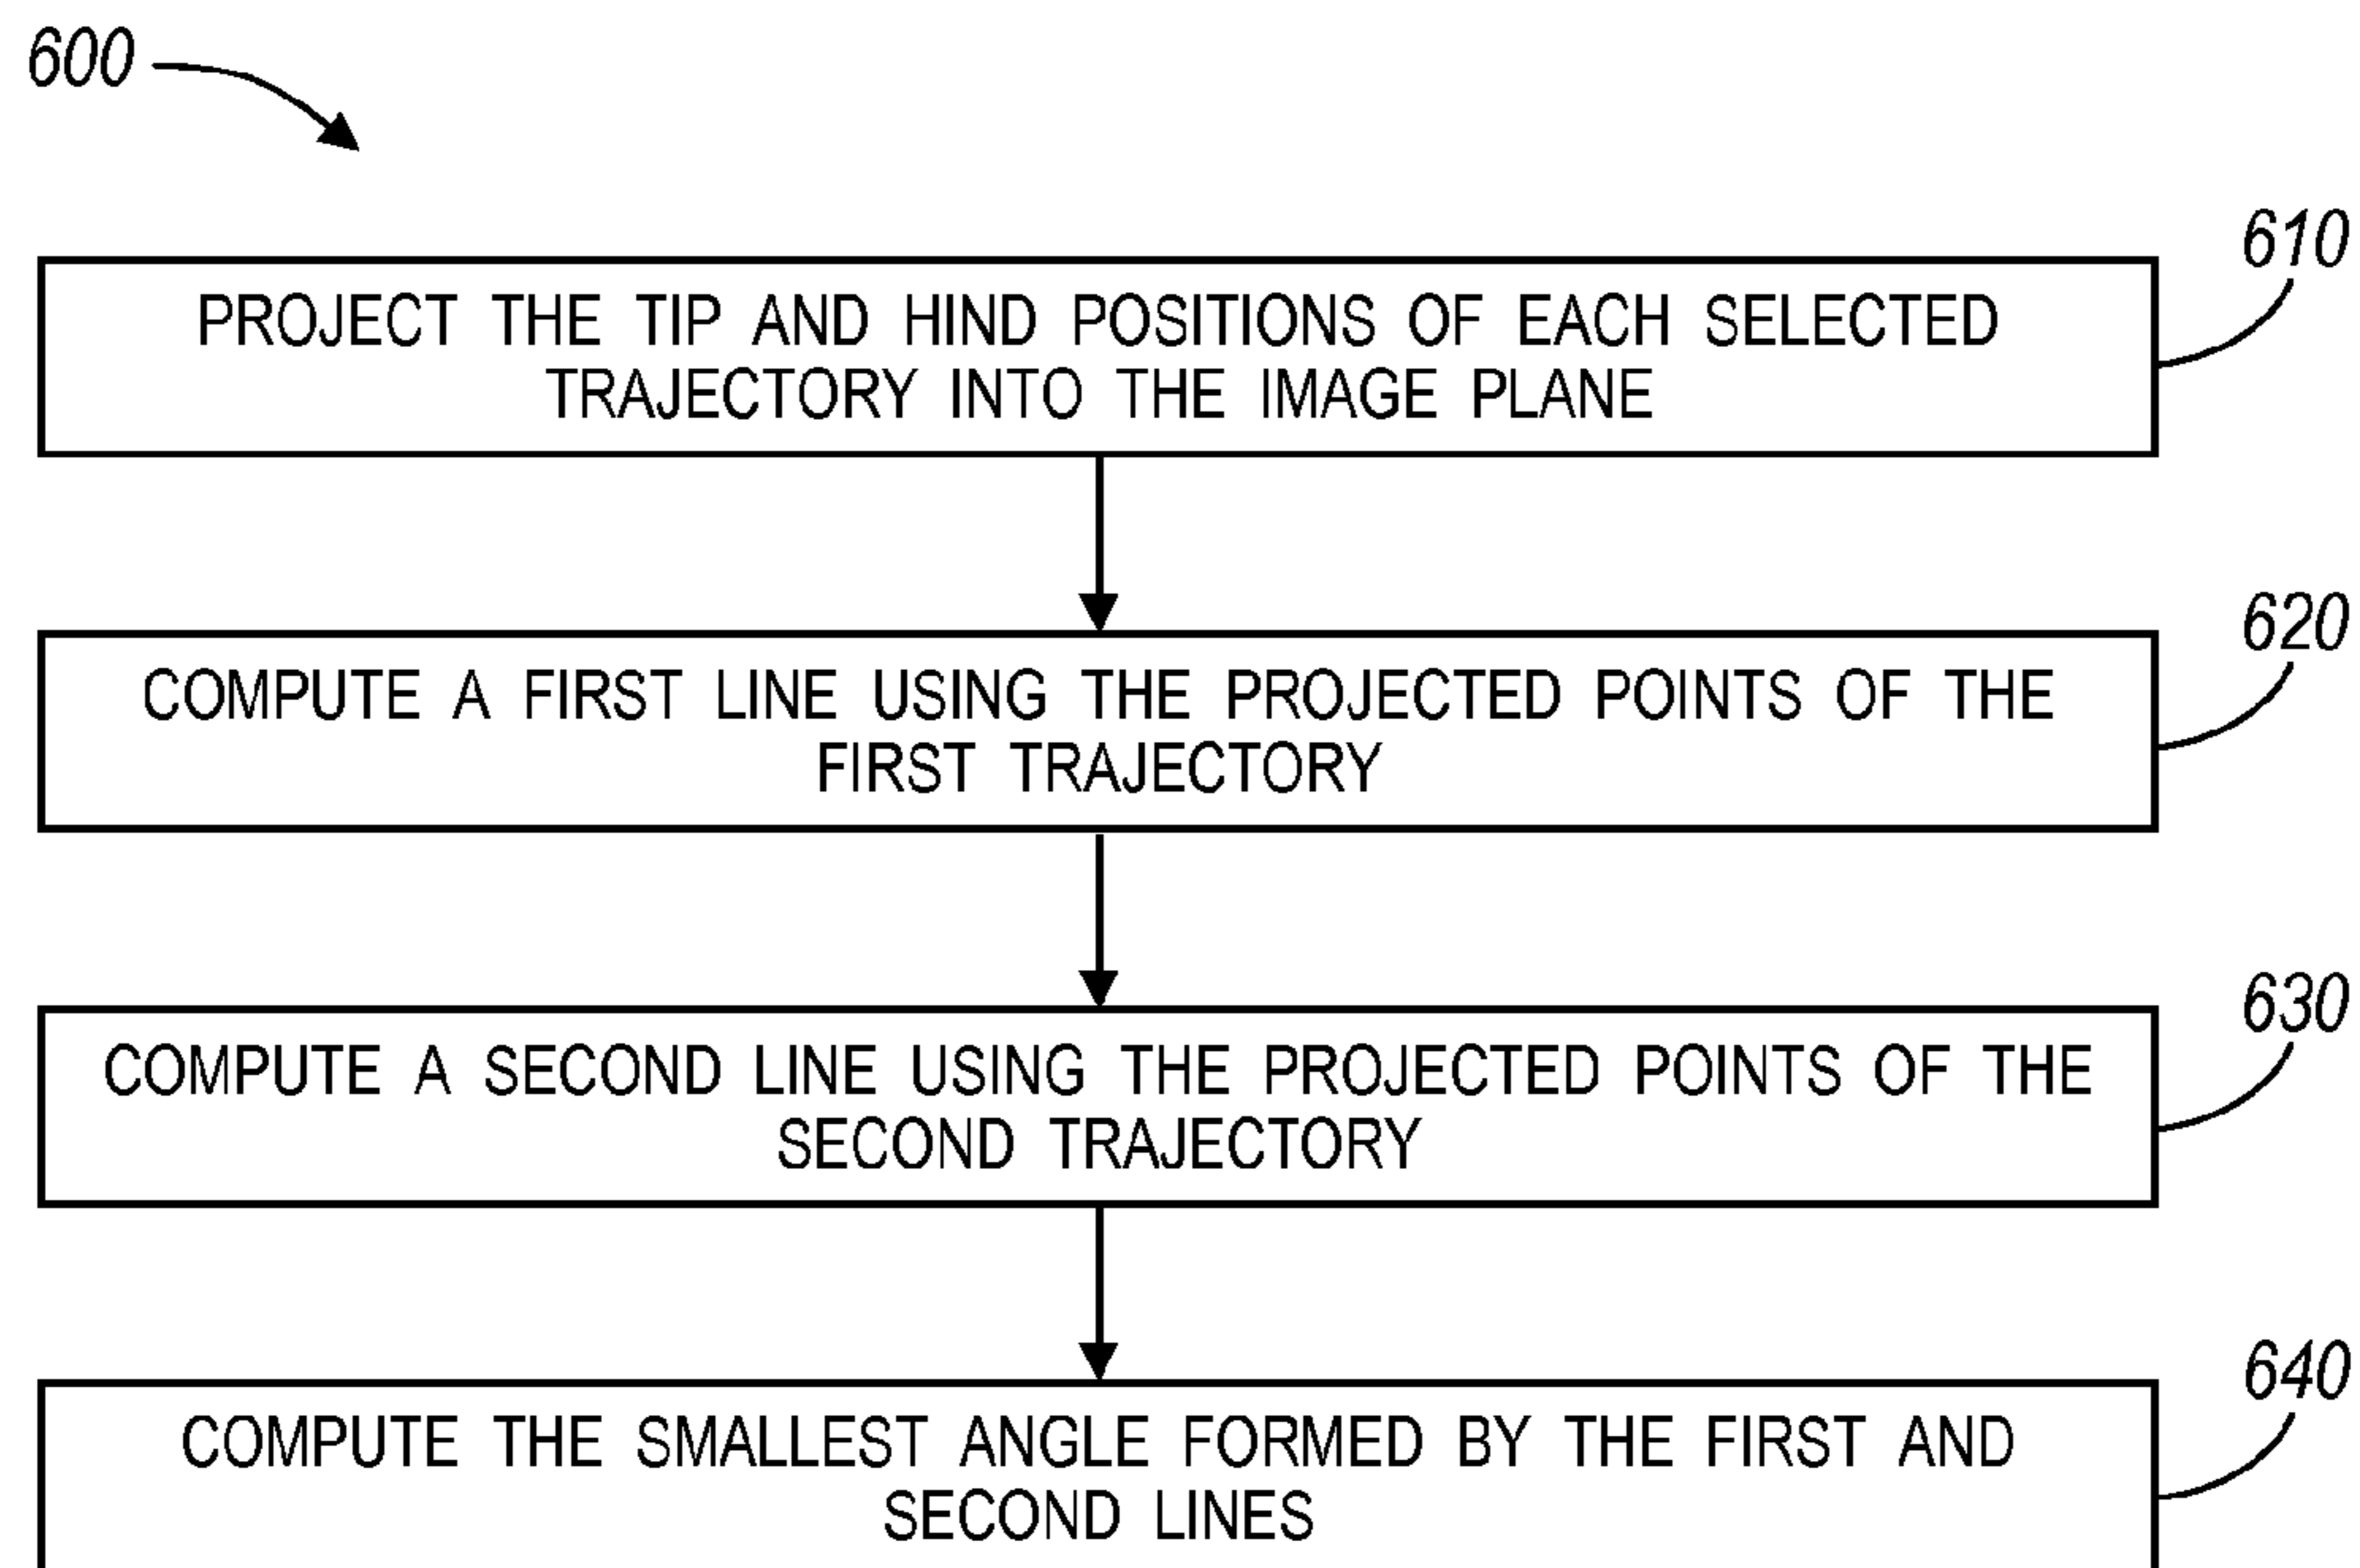 600
610
PROJECT THE TIP AND HIND POSITIONS OF EACH SELECTED
TRAJECTORY INTO THE IMAGE PLANE
620
COMPUTE A FIRST LINE USING THE PROJECTED POINTS OF THE
FIRST TRAJECTORY
630
COMPUTE A SECOND LINE USING THE PROJECTED POINTS OF THE
SECOND TRAJECTORY
640
COMPUTE THE SMALLEST ANGLE FORMED BY THE FIRST AND
SECOND LINES